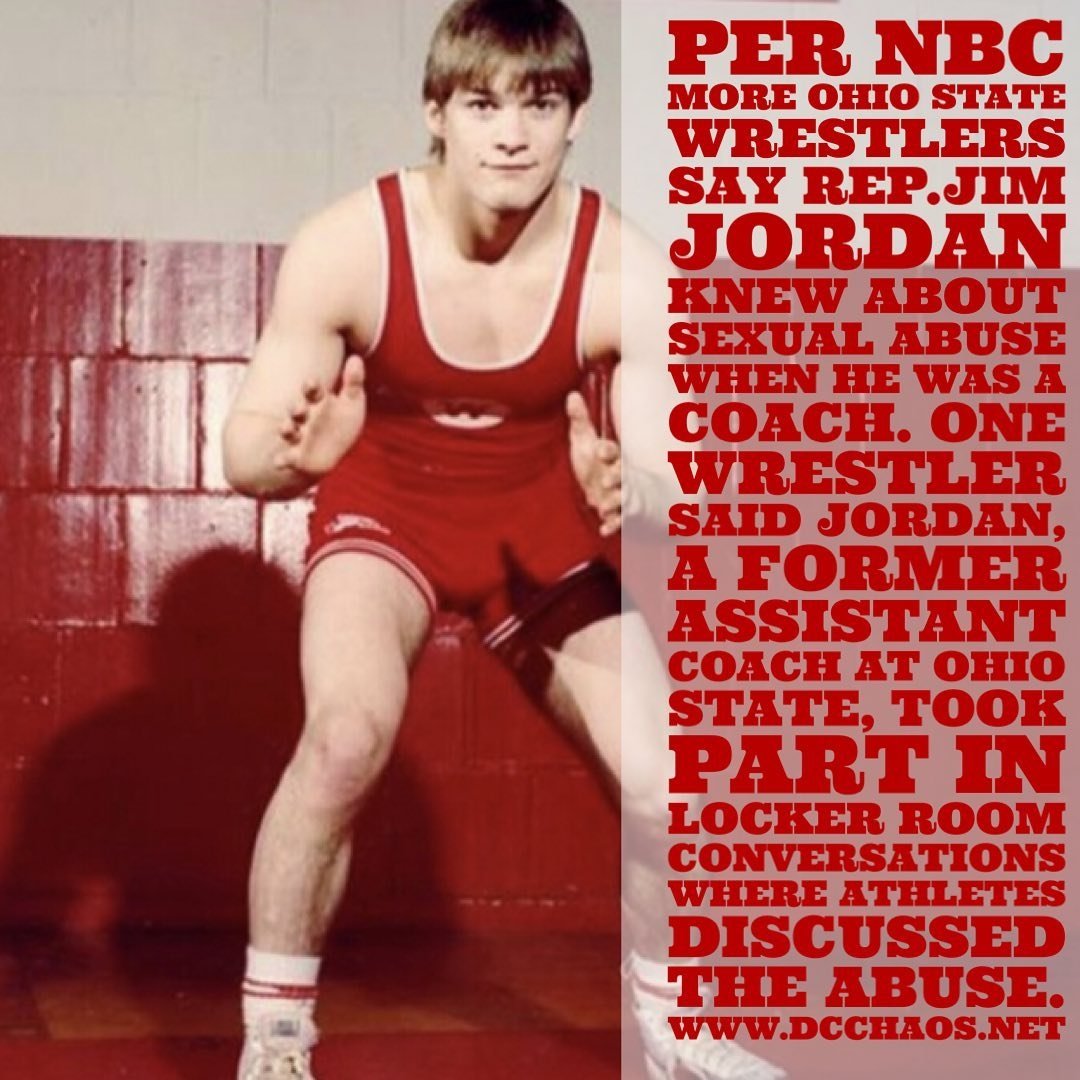 PER NBC
MORE OHIO STATE
WRESTLERS
SAY REP.JIM
JORDAN
KNEW ABOUT
SEXUAL ABUSE
WHEN HE WAS A
COACH. ONE
WRESTLER
SAID JORDAN,
A FORMER
ASSISTANT
COACH AT OHIO
STATE, TOOK
PART IN
LOCKER ROOM
CONVERSATIONS
WHERE ATHLETES
DISCUSSED
THE ABUSE.
WWW.DCCHAOS.NET